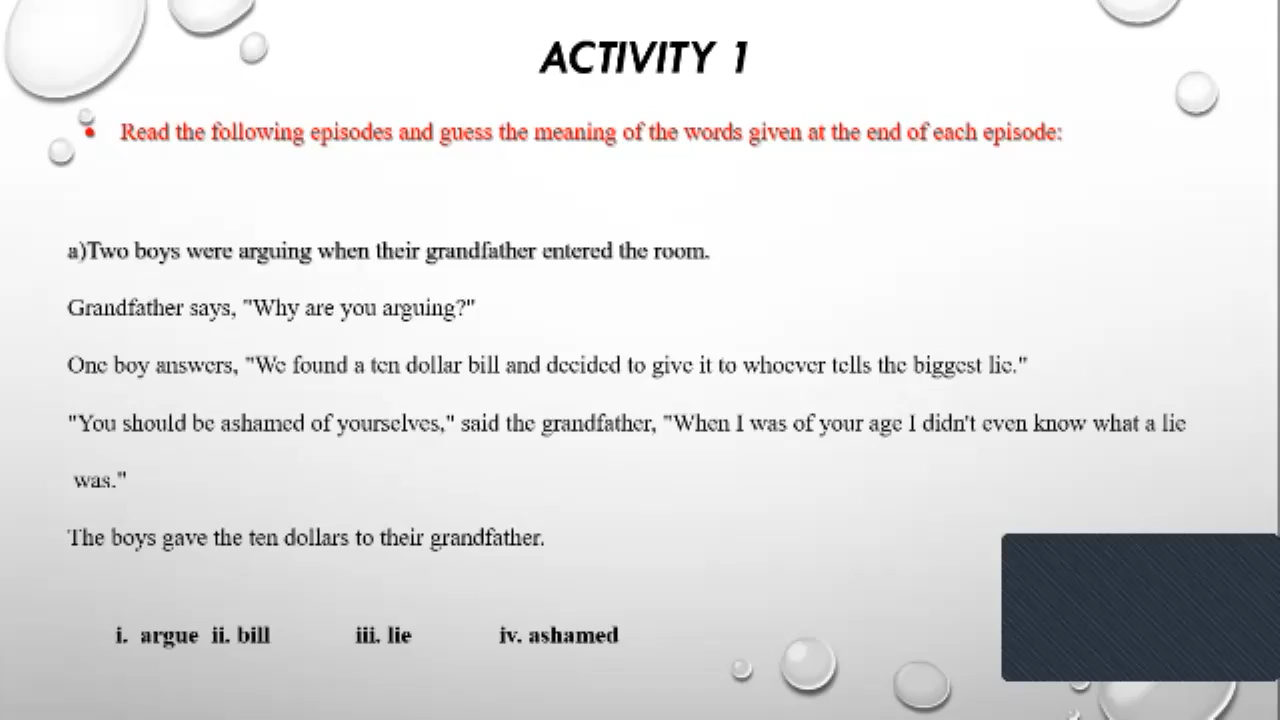 ACTIVITY 1
• Read the following episodes and guess the meaning of the words given at the end of each episode:
a)Two boys were arguing when their grandfather entered the room.
Grandfather says, "Why are you arguing?"
One boy answers, "We found a ten dollar bill and decided to give it to whoever tells the biggest lie."
"You should be ashamed of yourselves," said the grandfather, "When I was of your age I didn't even know what a lie
was."
The boys gave the ten dollars to their grandfather.
i. argue ii. bill iii. lie iv. ashamed